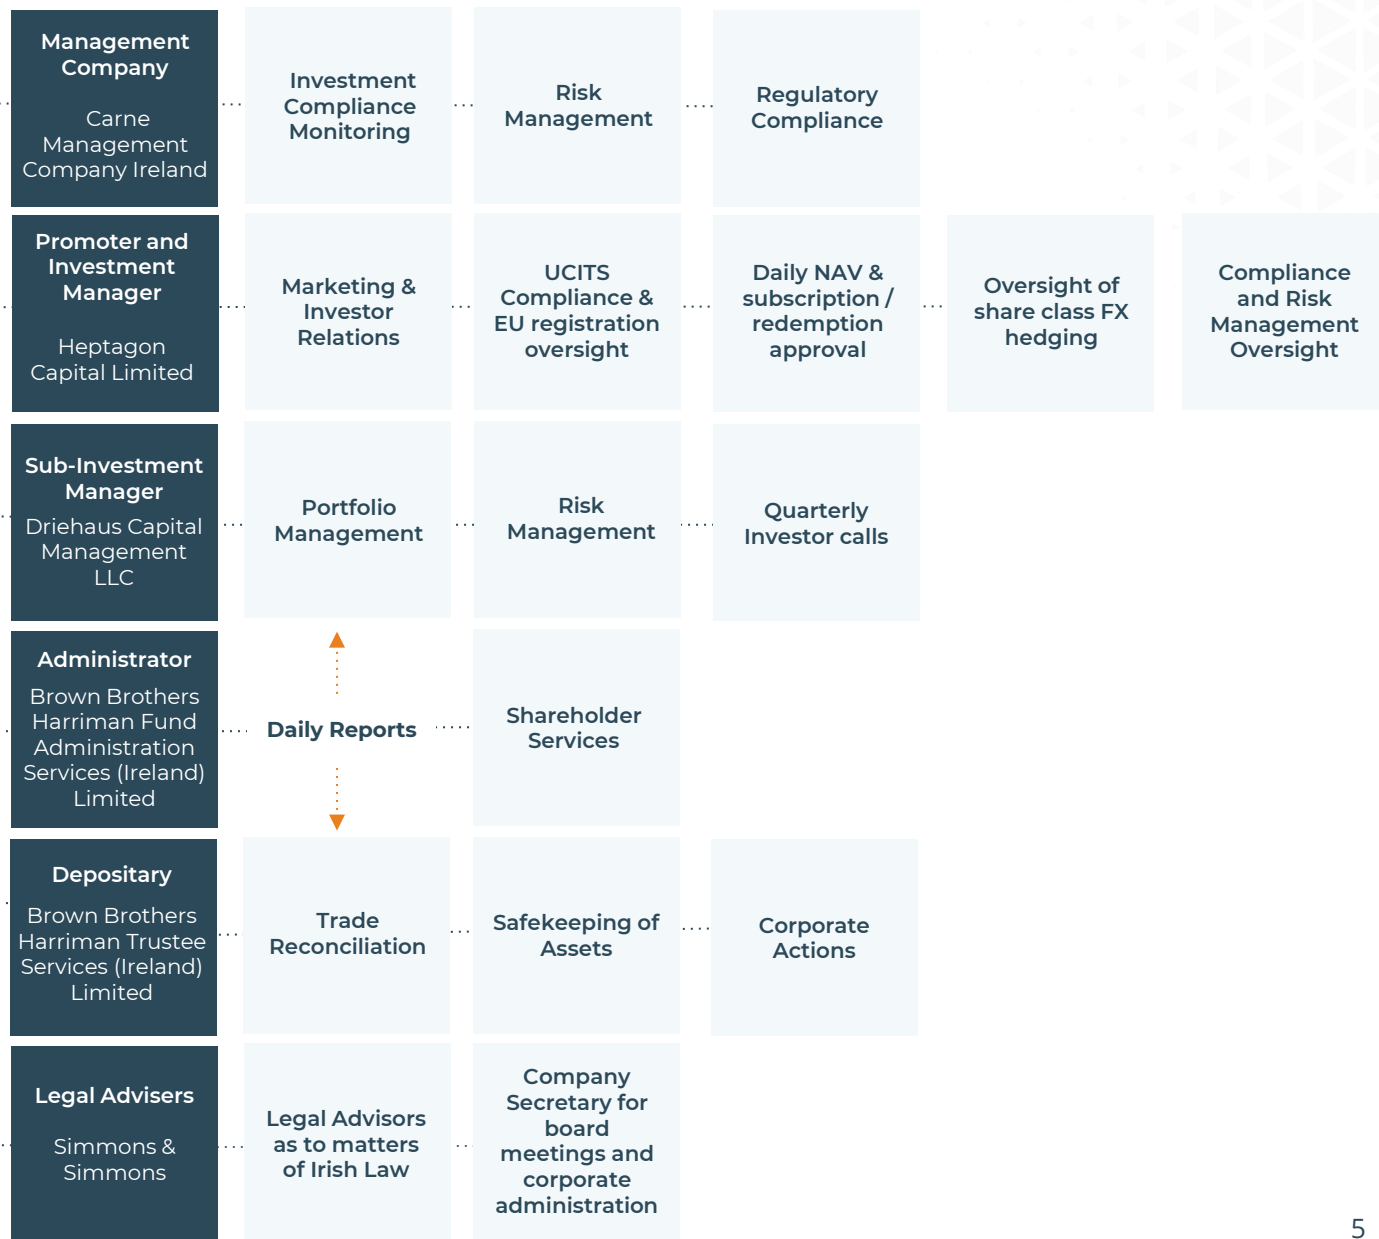 Management
Company
Carne
Management
Company Ireland
Investment
Compliance
Monitoring
Risk
Management
Regulatory
Compliance
Promoter and
Investment
Manager
Heptagon
Capital Limited
Marketing &
Investor
Relations
UCITS
Compliance &
EU registration
oversight
Daily NAV &
subscription /
redemption
approval
Oversight of
share class FX
hedging
Compliance
and Risk
Management
Oversight
Sub-Investment
Manager
Driehaus Capital
Management
LLC
Portfolio
Management
Risk
Management
Quarterly
Investor calls
Administrator
Brown Brothers
Harriman Fund
Administration
Services (Ireland)
Limited
Daily Reports
Shareholder
Services
Depositary
Brown Brothers
Harriman Trustee
Services (Ireland)
Limited
Trade
Reconciliation
Safekeeping of
Assets
Corporate
Actions
Legal Advisers
Simmons &
Simmons
Legal Advisors
as to matters
of Irish Law
Company
Secretary for
board
meetings and
corporate
administration
5